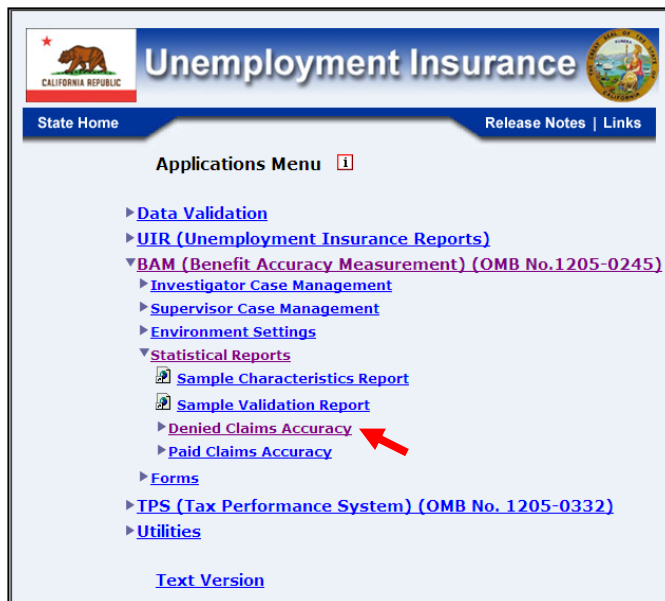 CALIFORNIA REPUBLIC
Unemployment Insurance
State Home
Release Notes | Links
Applications Menu i
Data Validation
UIR (Unemployment Insurance Reports)
BAM (Benefit Accuracy Measurement) (OMB No.1205-0245)
Investigator Case Management
Supervisor Case Management
Environment Settings
Statistical Reports
Sample Characteristics Report
Sample Validation Report
Denied Claims Accuracy
Paid Claims Accuracy
Forms
TPS (Tax Performance System) (OMB No. 1205-0332)
Utilities
Text Version